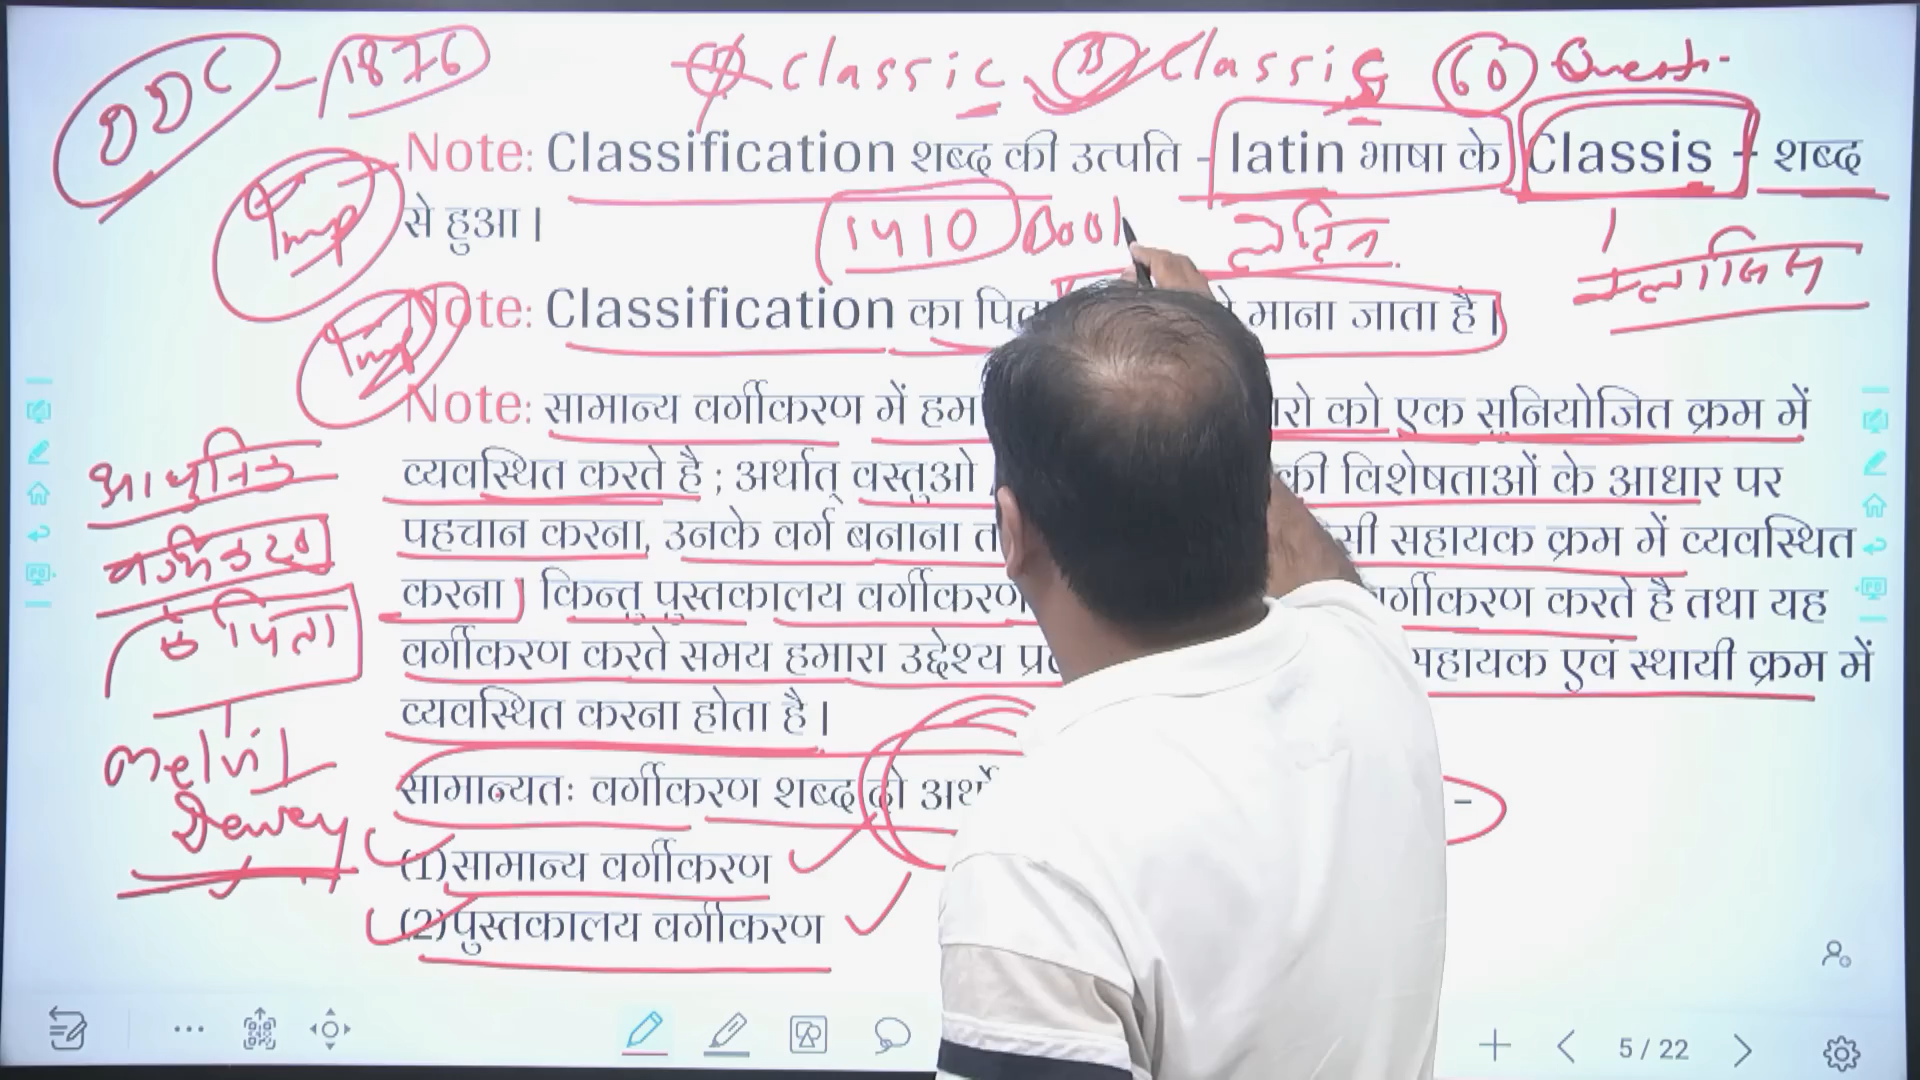 DDC - 1876
Classic
Classis
60 Questi.
Note: Classification शब्द की उत्पति - latin भाषा के Classis - शब्द
से हुआ।
Imp
1410 Book
लेटिन
क्लासिस
Note: Classification का माना जाता है।
Imp
Note: सामान्य वर्गीकरण में हम को एक सुनियोजित क्रम में
व्यवस्थित करते है ; अर्थात् वस्तुओ की विशेषताओं के आधार पर
पहचान करना, उनके वर्ग बनाना सहायक क्रम में व्यवस्थित
करना। किन्तु पुस्तकालय वर्गीकरण वर्गीकरण करते है तथा यह
वर्गीकरण करते समय हमारा उद्देश्य सहायक एवं स्थायी क्रम में
व्यवस्थित करना होता है।
सामान्यतः वर्गीकरण शब्द दो -
(1)सामान्य वर्गीकरण
(2)पुस्तकालय वर्गीकरण
आधुनिक
वर्गीकरण
के पिता
Melvil
Dewey
5 / 22